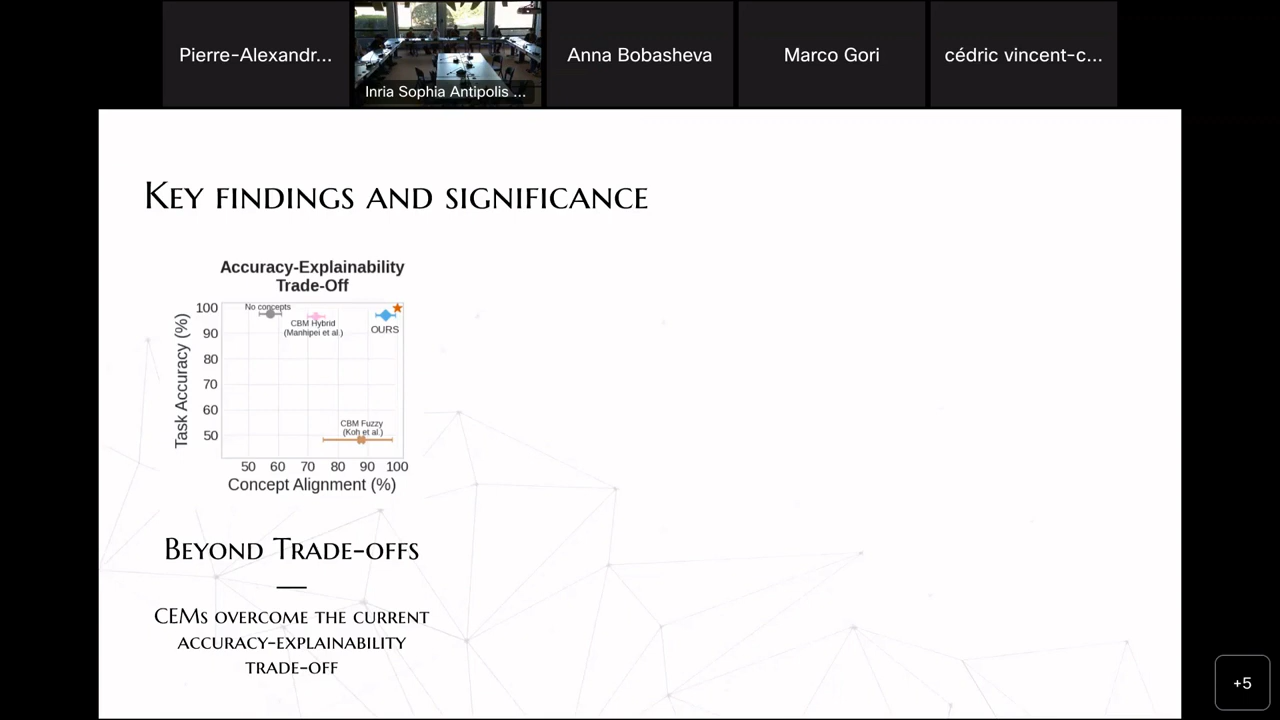 Pierre-Alexandr...
Inria Sophia Antipolis ...
Anna Bobasheva
Marco Gori
cédric vincent-c...
Key findings and significance
Accuracy-Explainability
Trade-Off
Task Accuracy (%)
100
90
80
70
60
50
No concepts
CBM Hybrid
(Manhipei et al.)
OURS
CBM Fuzzy
(Koh et al.)
50 60 70 80 90 100
Concept Alignment (%)
Beyond Trade-offs
CEMs overcome the current
accuracy-explainability
trade-off
+5